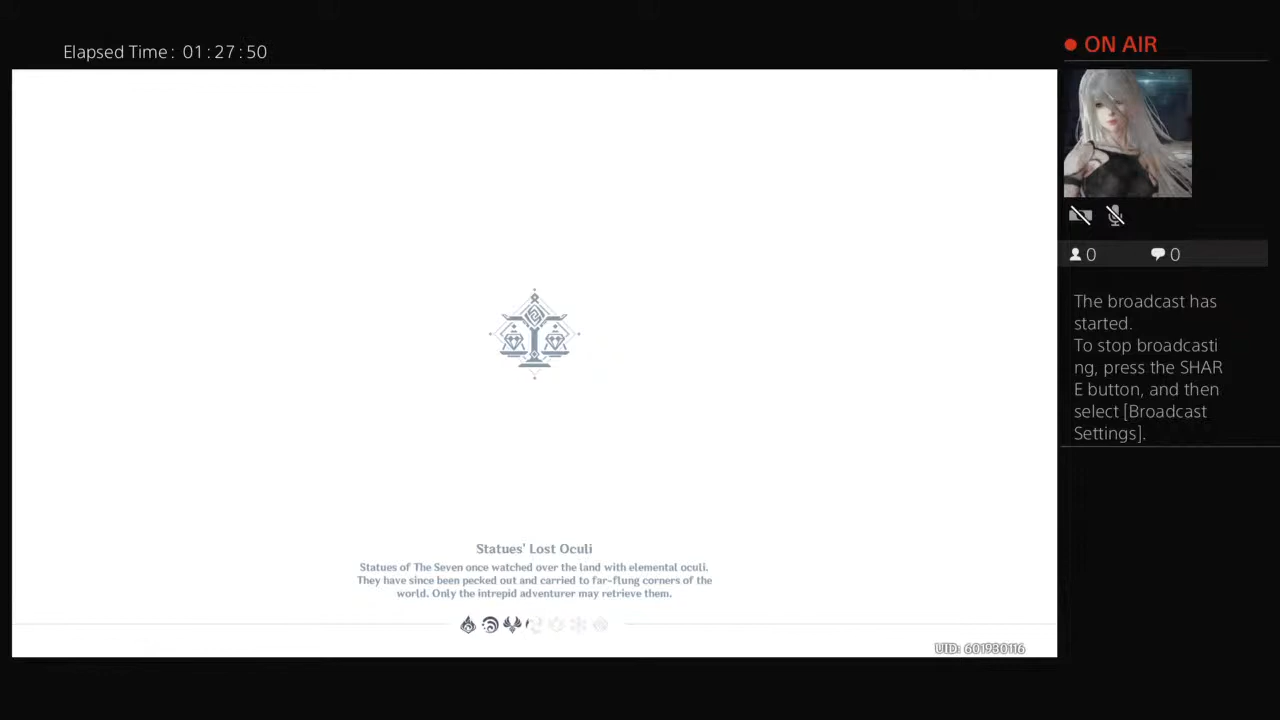 Elapsed Time: 01:27:50
ON AIR
0
0
The broadcast has
started.
To stop broadcasti
ng, press the SHAR
E button, and then
select [Broadcast
Settings].
Statues' Lost Oculi
Statues of The Seven once watched over the land with elemental oculi.
They have since been pecked out and carried to far-flung corners of the
world. Only the intrepid adventurer may retrieve them.
UID: 601930116